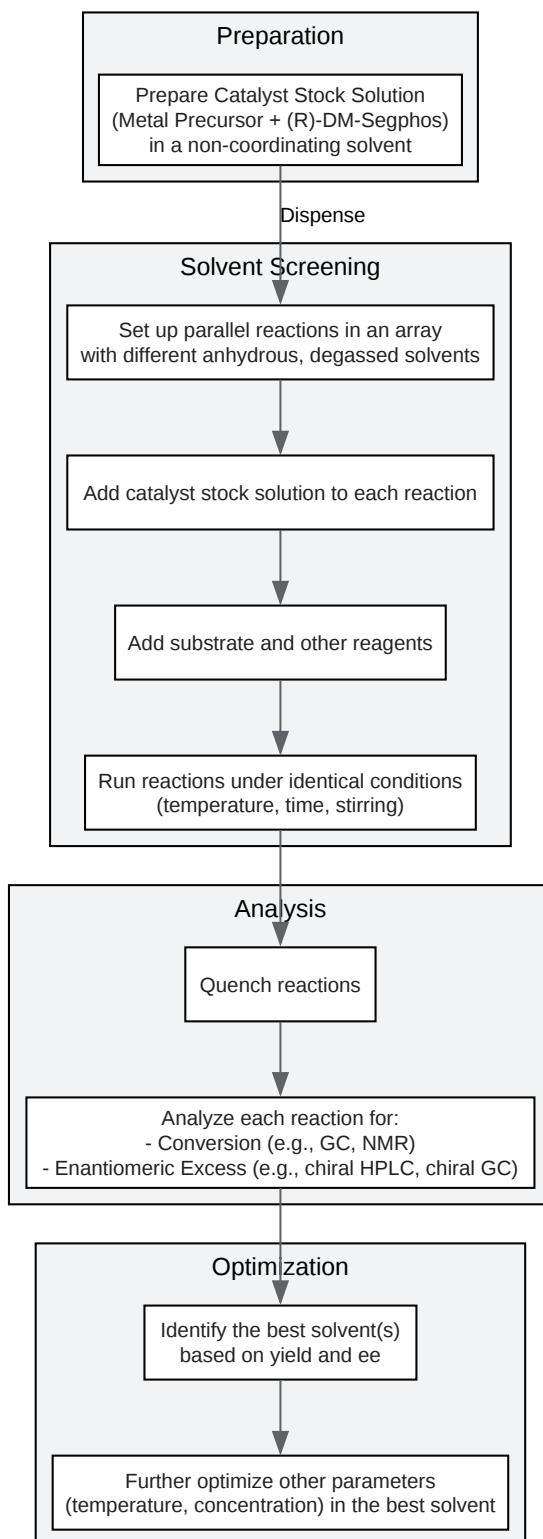 Preparation
Prepare Catalyst Stock Solution
(Metal Precursor + (R)-DM-Segphos)
in a non-coordinating solvent
Dispense
Solvent Screening
Set up parallel reactions in an array
with different anhydrous, degassed solvents
Add catalyst stock solution to each reaction
Add substrate and other reagents
Run reactions under identical conditions
(temperature, time, stirring)
Analysis
Quench reactions
Analyze each reaction for:
- Conversion (e.g., GC, NMR)
- Enantiomeric Excess (e.g., chiral HPLC, chiral GC)
Optimization
Identify the best solvent(s)
based on yield and ee
Further optimize other parameters
(temperature, concentration) in the best solvent